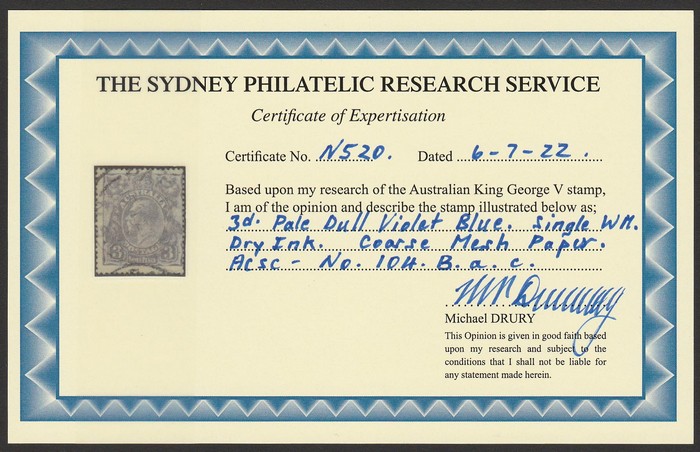 THE SYDNEY PHILATELIC RESEARCH SERVICE
Certificate of Expertisation
Certificate No. N520. Dated 6-7-22.
Based upon my research of the Australian King George V stamp,
I am of the opinion and describe the stamp illustrated below as;
3d. Pale Dull Violet Blue. Single WM.
Dry Ink. Coarse Mesh Paper.
ACSC - No. 104. B.a.c.
AUSTRALIA
Michael DRURY
This Opinion is given in good faith based
upon my research and subject to the
conditions that I shall not be liable for
any statement made herein.